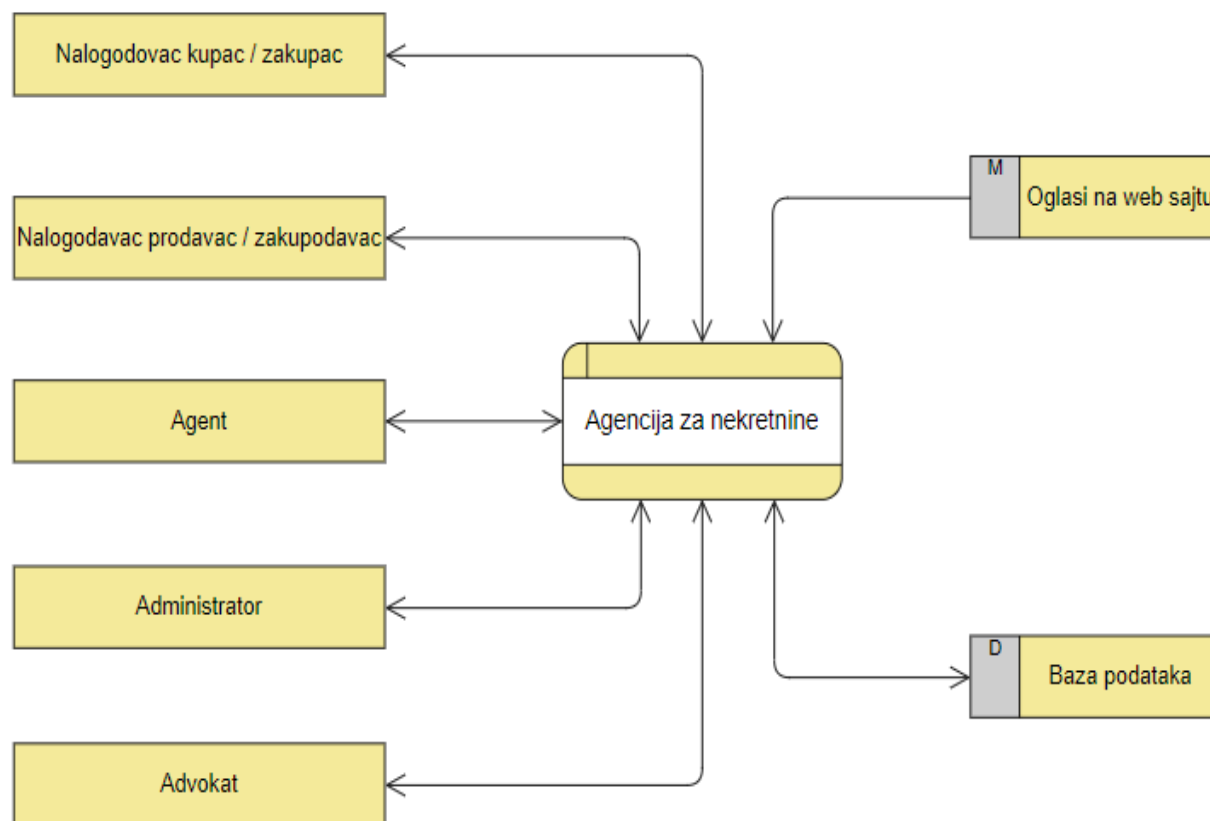 Nalogodovac kupac / zakupac
M
Oglasi na web sajtu
Nalogodavac prodavac / zakupodavac
Agencija za nekretnine
Agent
Administrator
D
Baza podataka
Advokat